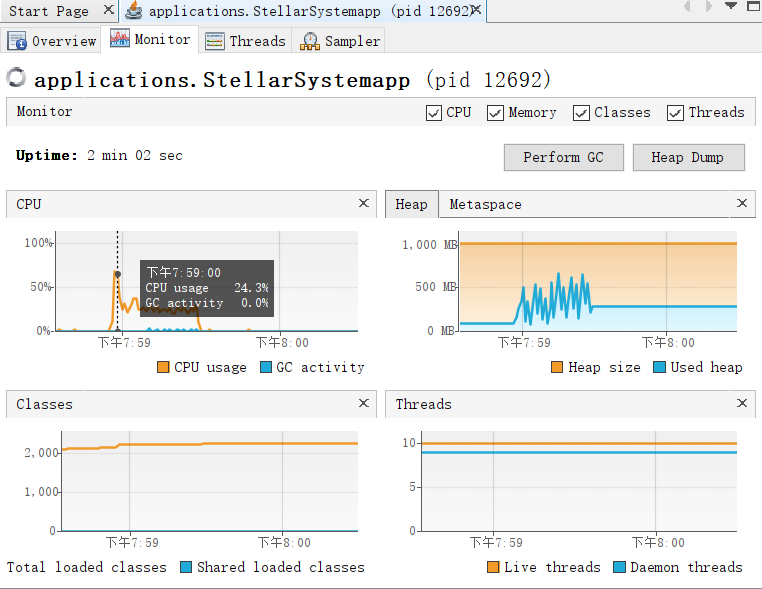 Start Page
applications.StellarSystemapp (pid 12692)
Overview
Monitor
Threads
Sampler
applications.StellarSystemapp (pid 12692)
Monitor
CPU
Memory
Classes
Threads
Uptime: 2 min 02 sec
Perform GC
Heap Dump
CPU
100%
50%
0%
下午7:59:00
CPU usage 24.3%
GC activity 0.0%
下午7:59
下午8:00
CPU usage
GC activity
Heap
Metaspace
1,000 MB
500 MB
0 MB
下午7:59
下午8:00
Heap size
Used heap
Classes
2,000
1,000
0
下午7:59
下午8:00
Total loaded classes
Shared loaded classes
Threads
10
5
0
下午7:59
下午8:00
Live threads
Daemon threads